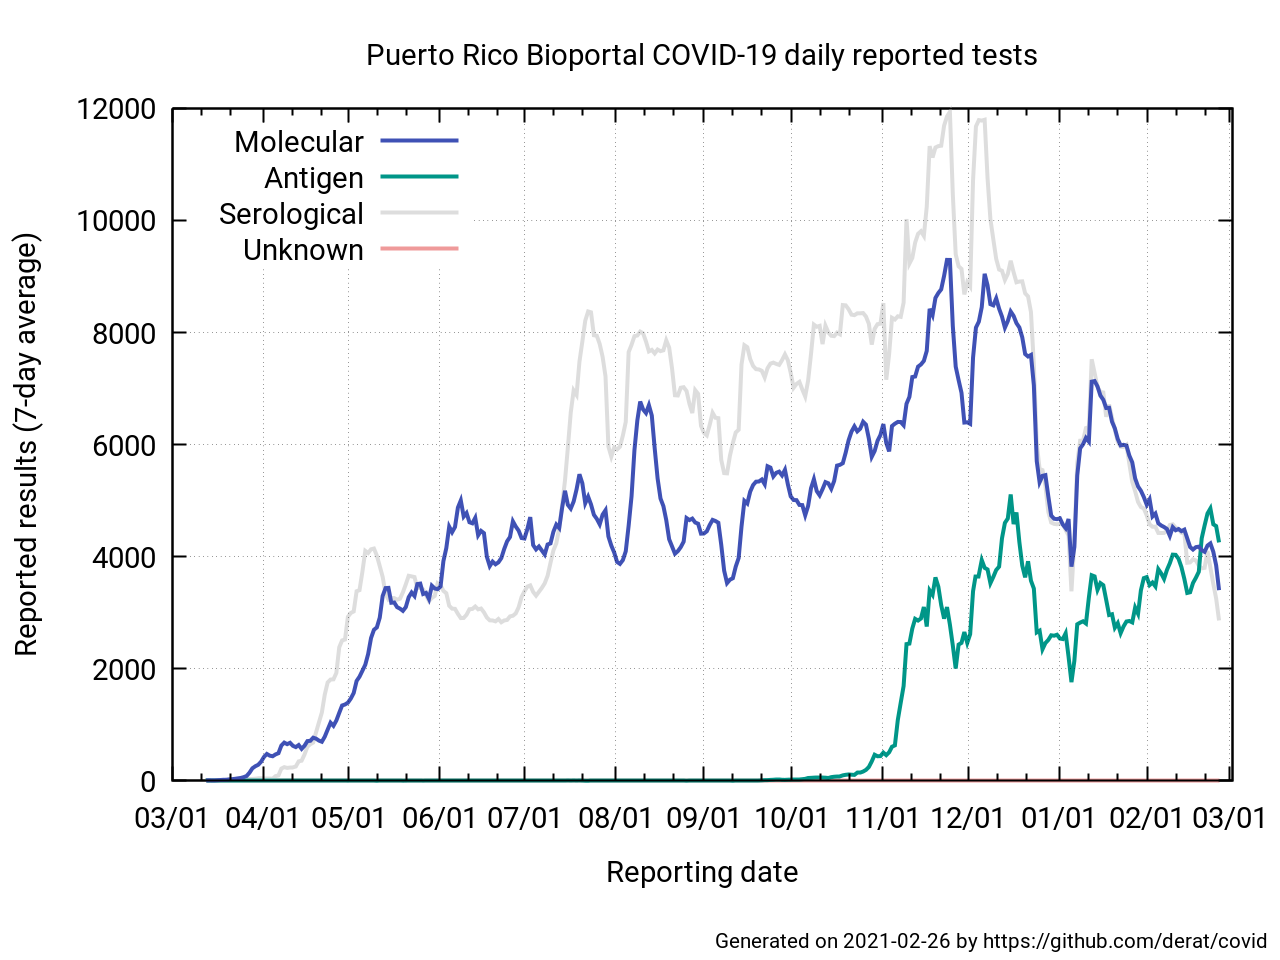 Puerto Rico Bioportal COVID-19 daily reported tests
12000
10000
8000
6000
4000
2000
0
Reported results (7-day average)
Molecular
Antigen
Serological
Unknown
03/01 04/01 05/01 06/01 07/01 08/01 09/01 10/01 11/01 12/01 01/01 02/01 03/01
Reporting date
Generated on 2021-02-26 by https://github.com/derat/covid